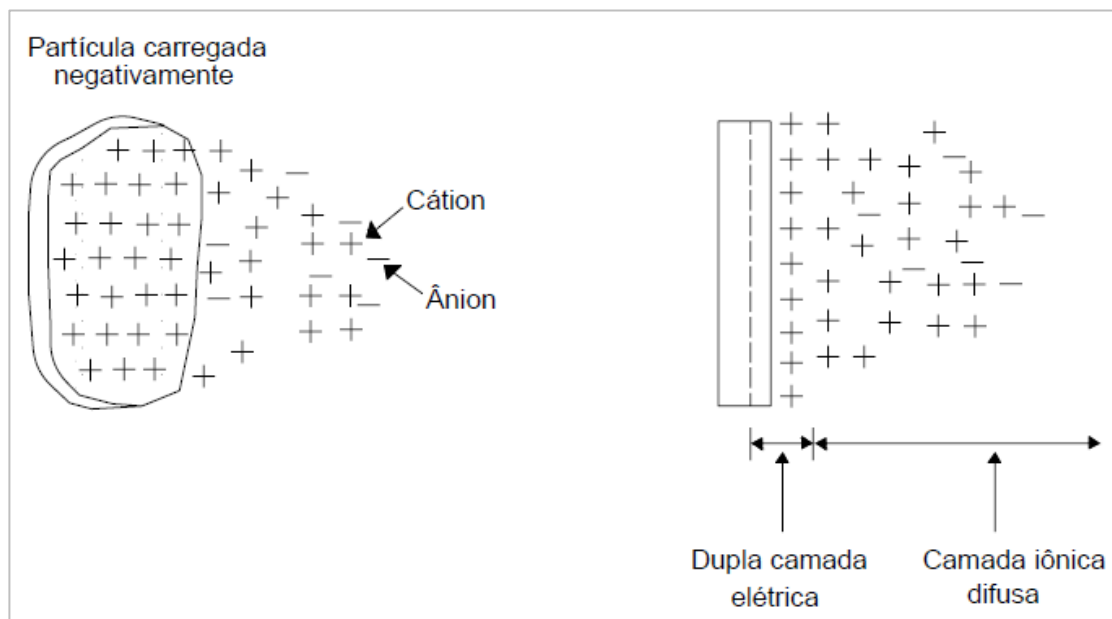 Partícula carregada
negativamente
Cátion
Ânion
Dupla camada
elétrica
Camada iônica
difusa